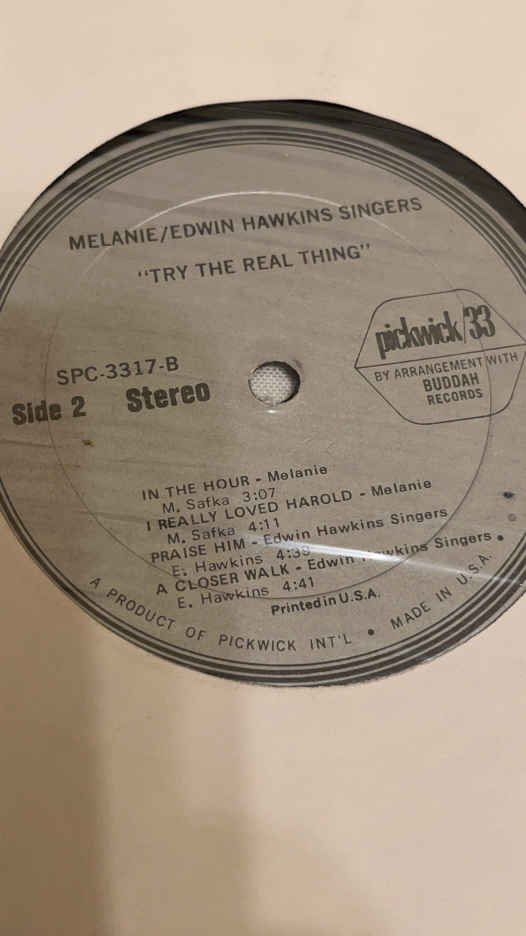 MELANIE/EDWIN HAWKINS SINGERS
"TRY THE REAL THING"
pickwick/33
BY ARRANGEMENT WITH
BUDDAH
RECORDS
SPC-3317-B
Side 2 Stereo
IN THE HOUR - Melanie
M. Safka 3:07
I REALLY LOVED HAROLD - Melanie
M. Safka 4:11
PRAISE HIM - Edwin Hawkins Singers
E. Hawkins
A CLOSER WALK - Edwin Hawkins Singers
E. Hawkins 4:41
Printed in U.S.A.
A PRODUCT OF PICKWICK INT'L • MADE IN U.S.A. •